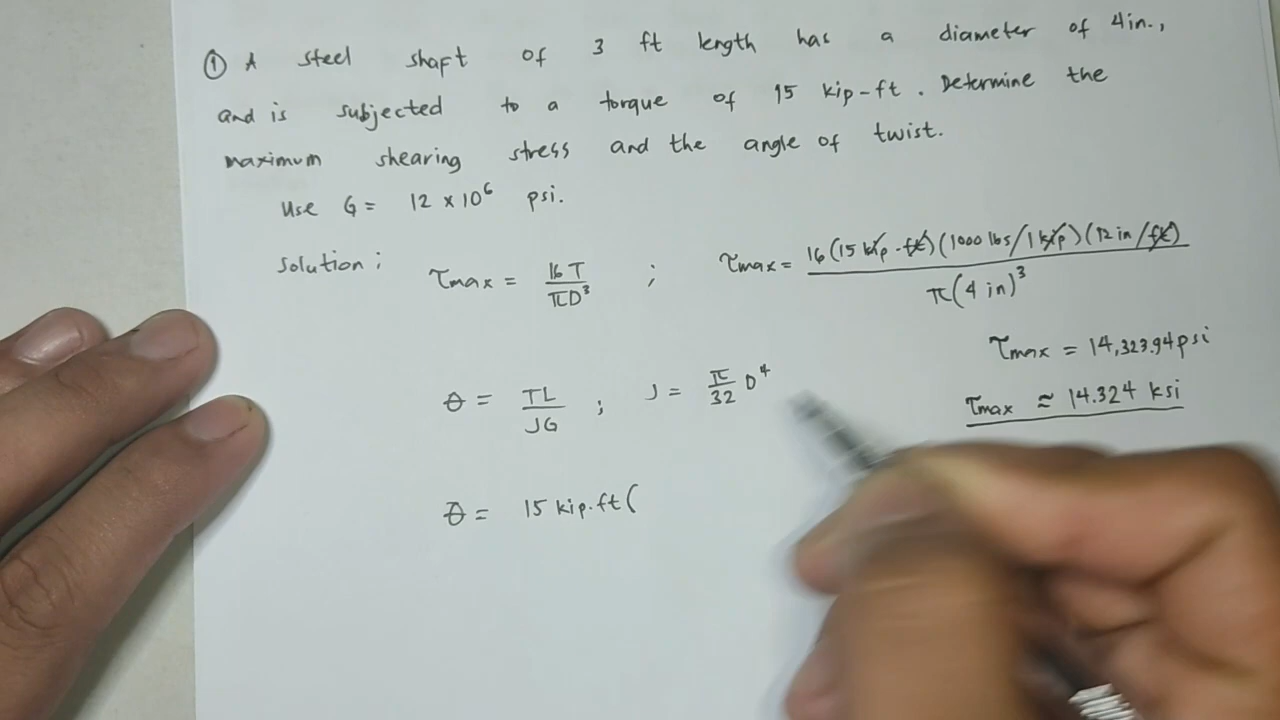 ① A steel shaft of 3 ft length has a diameter of 4in.,
and is subjected to a torque of 15 kip-ft. Determine the
maximum shearing stress and the angle of twist.
Use G = 12 × 10⁶ psi.
Solution:
τmax = 16T / πD³ ; τmax = 16(15 kip-ft)(1000 lbs/1 kip)(12 in/ft) / π(4 in)³
τmax = 14,323.94 psi
τmax ≈ 14.324 ksi
θ = TL / JG ; J = π/32 D⁴
θ = 15 kip.ft(